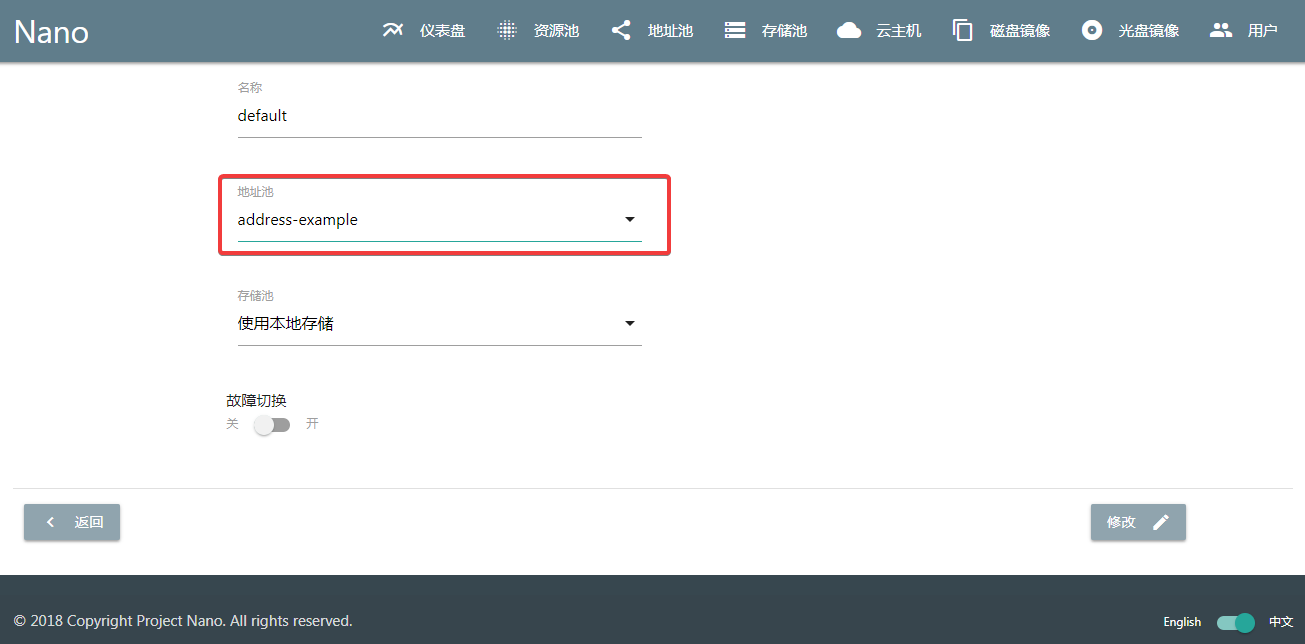 Nano 仪表盘 资源池 地址池 存储池 云主机 磁盘镜像 光盘镜像 用户
名称
default
地址池
address-example
存储池
使用本地存储
故障切换
关 开
返回 修改
© 2018 Copyright Project Nano. All rights reserved. English 中文